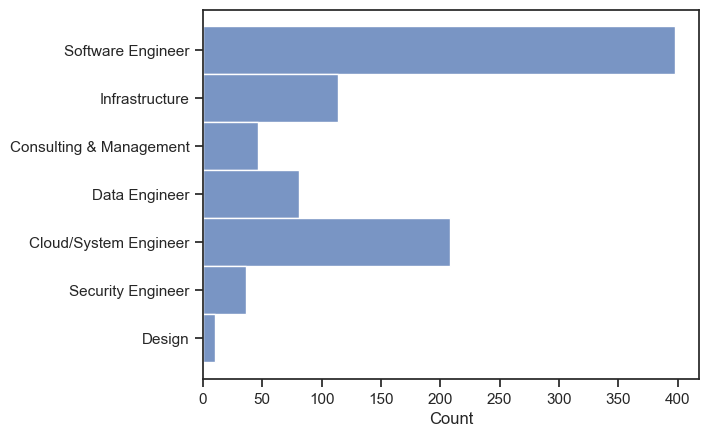 Software Engineer
Infrastructure
Consulting & Management
Data Engineer
Cloud/System Engineer
Security Engineer
Design
0 50 100 150 200 250 300 350 400
Count